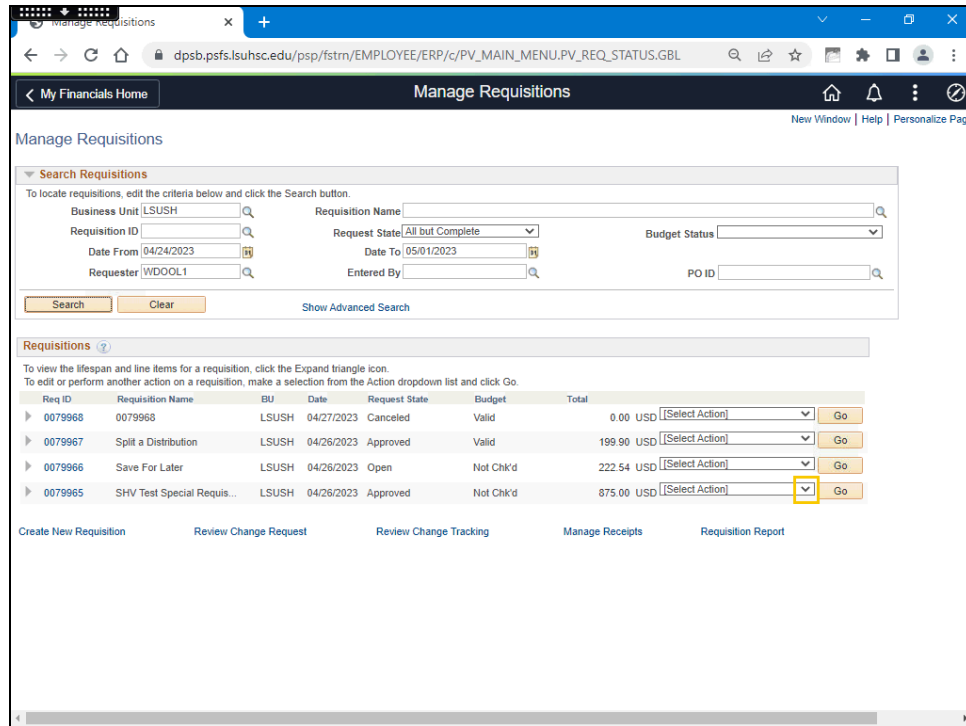 Manage Requisitions
dpsb.psfs.lsuhsc.edu/psp/fstrn/EMPLOYEE/ERP/c/PV_MAIN_MENU.PV_REQ_STATUS.GBL
My Financials Home
Manage Requisitions
New Window | Help | Personalize Pag
Manage Requisitions
Search Requisitions
To locate requisitions, edit the criteria below and click the Search button.
Business Unit LSUSH Requisition Name
Requisition ID Request State All but Complete Budget Status
Date From 04/24/2023 Date To 05/01/2023
Requester WDOOL1 Entered By PO ID
Search Clear Show Advanced Search
Requisitions ?
To view the lifespan and line items for a requisition, click the Expand triangle icon.
To edit or perform another action on a requisition, make a selection from the Action dropdown list and click Go.
Req ID Requisition Name BU Date Request State Budget Total
0079968 0079968 LSUSH 04/27/2023 Canceled Valid 0.00 USD [Select Action] Go
0079967 Split a Distribution LSUSH 04/26/2023 Approved Valid 199.90 USD [Select Action] Go
0079966 Save For Later LSUSH 04/26/2023 Open Not Chk'd 222.54 USD [Select Action] Go
0079965 SHV Test Special Requis... LSUSH 04/26/2023 Approved Not Chk'd 875.00 USD [Select Action] Go
Create New Requisition Review Change Request Review Change Tracking Manage Receipts Requisition Report